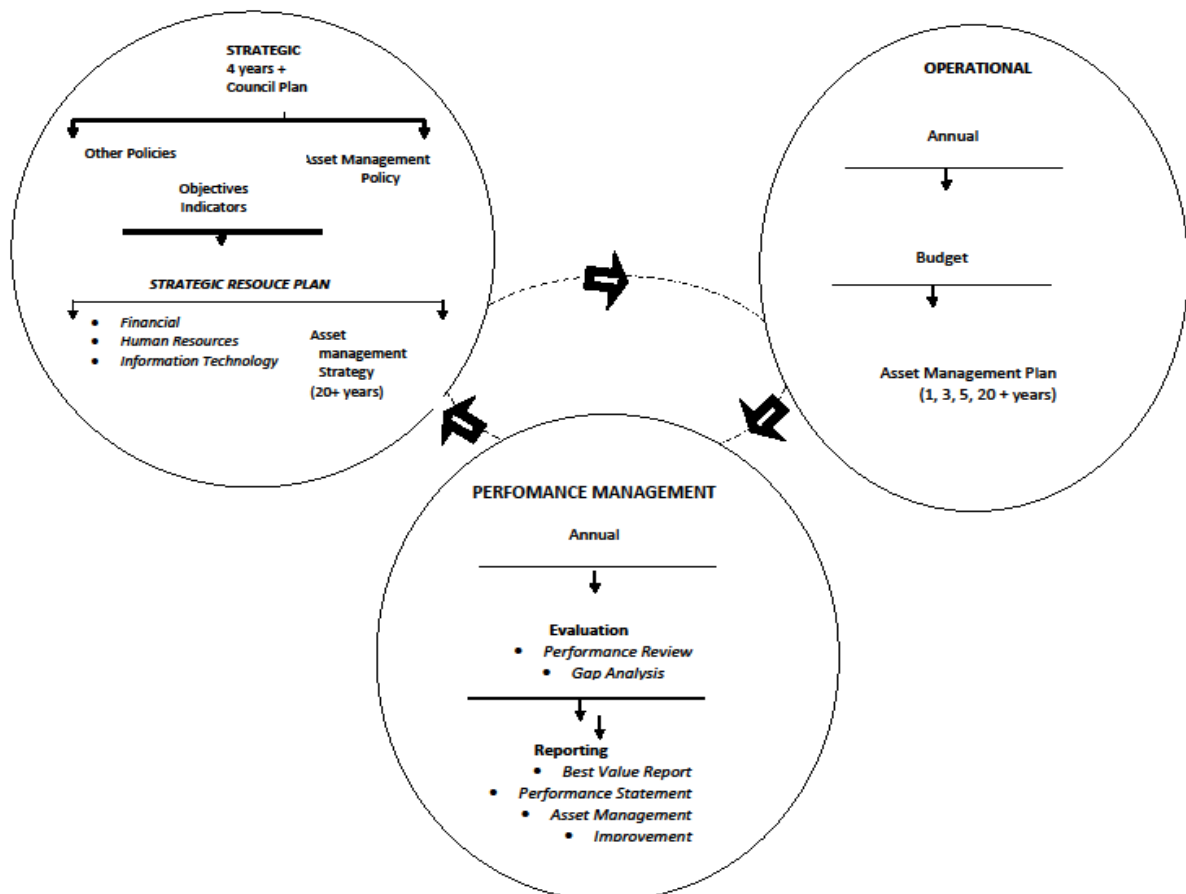 STRATEGIC
4 years +
Council Plan
Other Policies
Asset Management
Policy
Objectives
Indicators
STRATEGIC RESOUCE PLAN
• Financial
• Human Resources
• Information Technology
Asset
management
Strategy
(20+ years)
OPERATIONAL
Annual
Budget
Asset Management Plan
(1, 3, 5, 20 + years)
PERFOMANCE MANAGEMENT
Annual
Evaluation
• Performance Review
• Gap Analysis
Reporting
• Best Value Report
• Performance Statement
• Asset Management
• Improvement